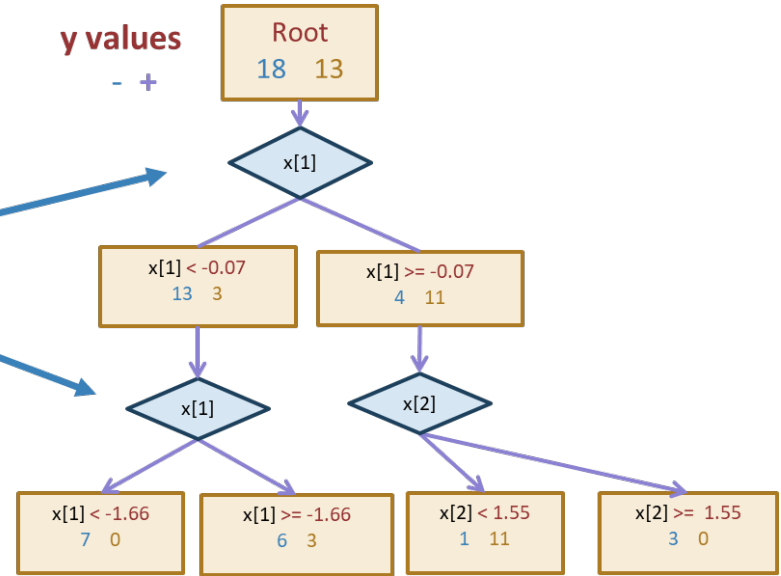 y values
- +
Root
18 13
x[1]
x[1] < -0.07
13 3
x[1] >= -0.07
4 11
x[1]
x[2]
x[1] < -1.66
7 0
x[1] >= -1.66
6 3
x[2] < 1.55
1 11
x[2] >= 1.55
3 0